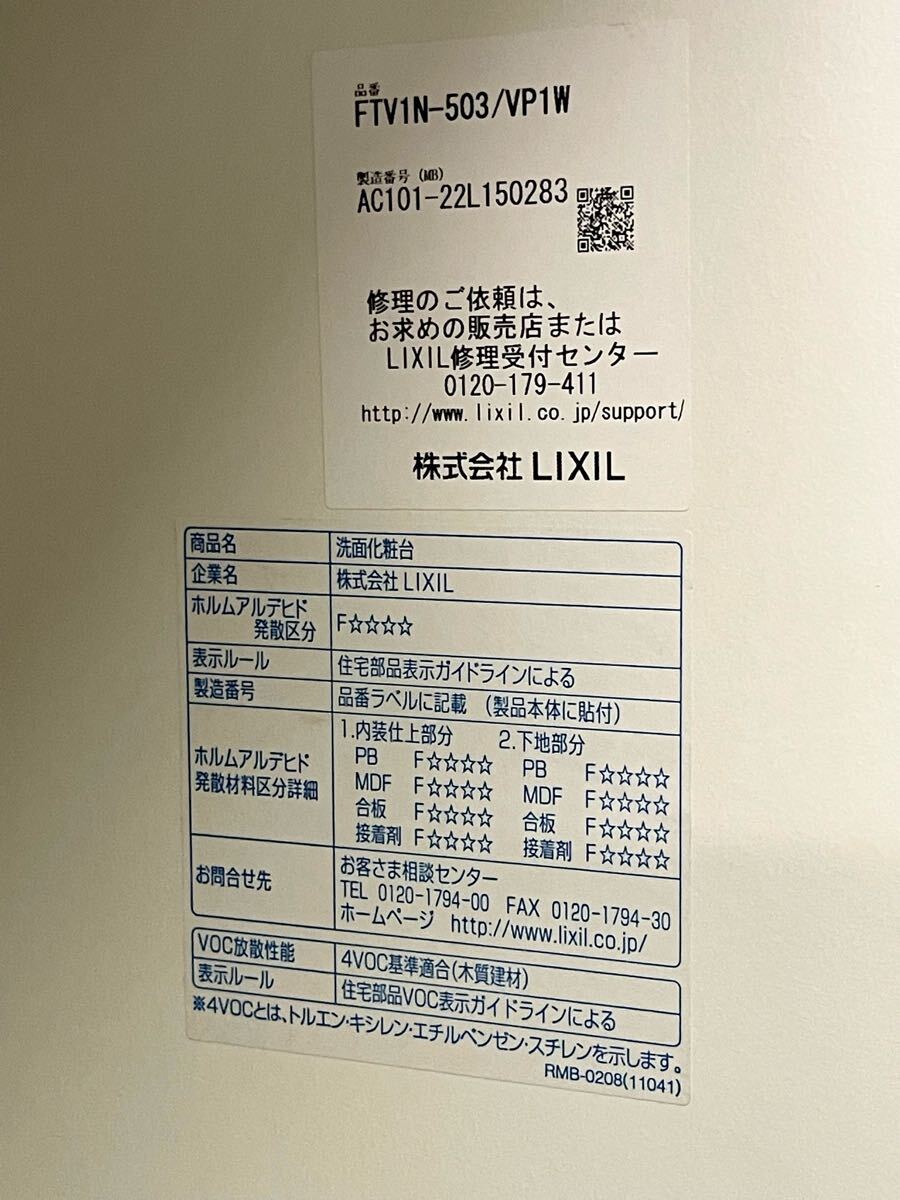 品番
FTV1N-503/VP1W
製造番号 (MB)
AC101-22L150283
修理のご依頼は、
お求めの販売店または
LIXIL修理受付センター
0120-179-411
http://www.lixil.co.jp/support/
株式会社 LIXIL
商品名 洗面化粧台
企業名 株式会社 LIXIL
ホルムアルデヒド
発散区分 F☆☆☆☆
表示ルール 住宅部品表示ガイドラインによる
製造番号 品番ラベルに記載 (製品本体に貼付)
ホルムアルデヒド
発散材料区分詳細
1.内装仕上部分 2.下地部分
PB F☆☆☆☆ PB F☆☆☆☆
MDF F☆☆☆☆ MDF F☆☆☆☆
合板 F☆☆☆☆ 合板 F☆☆☆☆
接着剤 F☆☆☆☆ 接着剤 F☆☆☆☆
お問合せ先 お客さま相談センター
TEL 0120-1794-00 FAX 0120-1794-30
ホームページ http://www.lixil.co.jp/
VOC放散性能 4VOC基準適合(木質建材)
表示ルール 住宅部品VOC表示ガイドラインによる
※4VOCとは、トルエン・キシレン・エチルベンゼン・スチレンを示します。
RMB-0208(11041)